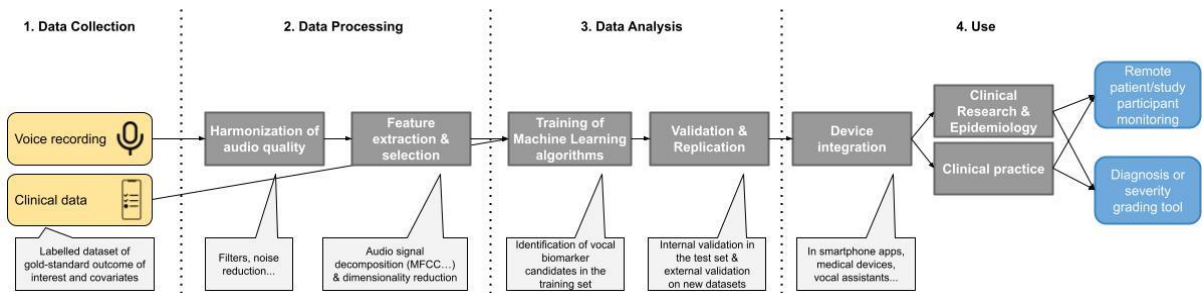 1. Data Collection
2. Data Processing
3. Data Analysis
4. Use
Voice recording
Clinical data
Labelled dataset of
gold-standard outcome of
interest and covariates
Harmonization of
audio quality
Filters, noise
reduction...
Feature
extraction &
selection
Audio signal
decomposition (MFCC...)
& dimensionality reduction
Training of
Machine Learning
algorithms
Identification of vocal
biomarker
candidates in the
training set
Validation &
Replication
Internal validation in
the test set &
external validation
on new datasets
Device
integration
In smartphone apps,
medical devices,
vocal assistants...
Clinical
Research &
Epidemiology
Clinical practice
Remote
patient/study
participant
monitoring
Diagnosis or
severity
grading tool